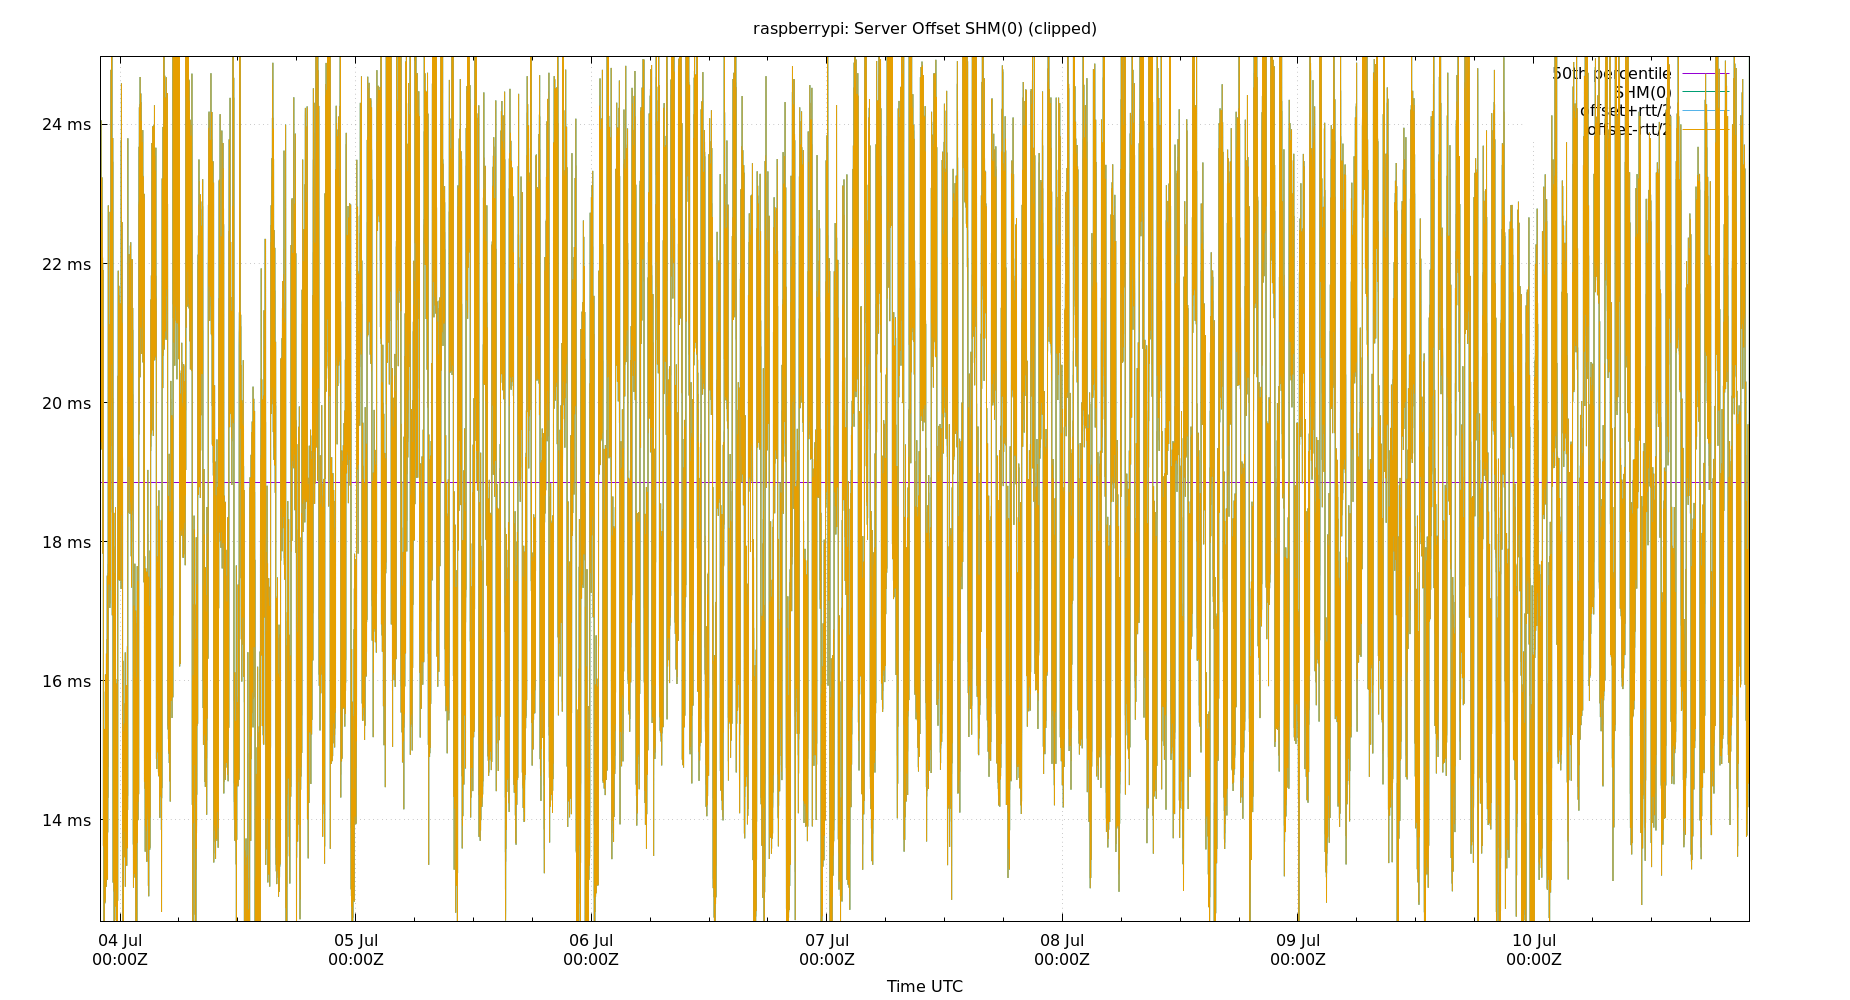 raspberrypi: Server Offset SHM(0) (clipped)
50th percentile
SHM(0)
offset+rtt/2
offset-rtt/2
24 ms
22 ms
20 ms
18 ms
16 ms
14 ms
04 Jul
00:00Z
05 Jul
00:00Z
06 Jul
00:00Z
07 Jul
00:00Z
08 Jul
00:00Z
09 Jul
00:00Z
10 Jul
00:00Z
Time UTC